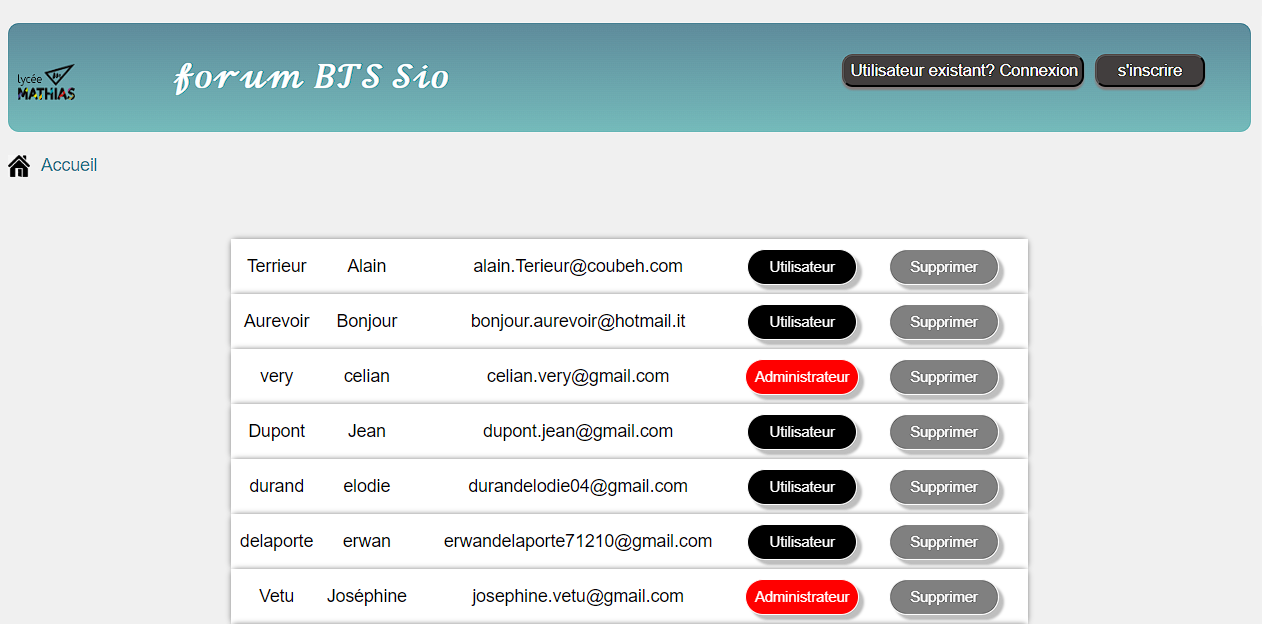 lycée
MATHIAS
forum BTS Sio
Utilisateur existant? Connexion
s'inscrire
Accueil
Terrieur Alain alain.Terieur@coubeh.com Utilisateur Supprimer
Aurevoir Bonjour bonjour.aurevoir@hotmail.it Utilisateur Supprimer
very celian celian.very@gmail.com Administrateur Supprimer
Dupont Jean dupont.jean@gmail.com Utilisateur Supprimer
durand elodie durandelodie04@gmail.com Utilisateur Supprimer
delaporte erwan erwandelaporte71210@gmail.com Utilisateur Supprimer
Vetu Joséphine josephine.vetu@gmail.com Administrateur Supprimer